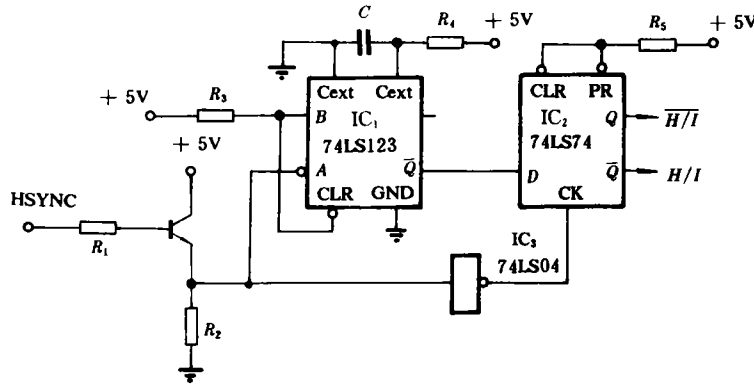 C
R₄
+ 5V
R₅
+ 5V
+ 5V
R₃
Cext
Cext
B
IC₁
74LS123
A
Q̅
CLR
GND
CLR
PR
IC₂
Q
74LS74
Q̅
D
CK
H̅/̅I̅
H/I
+ 5V
HSYNC
R₁
R₂
IC₃
74LS04